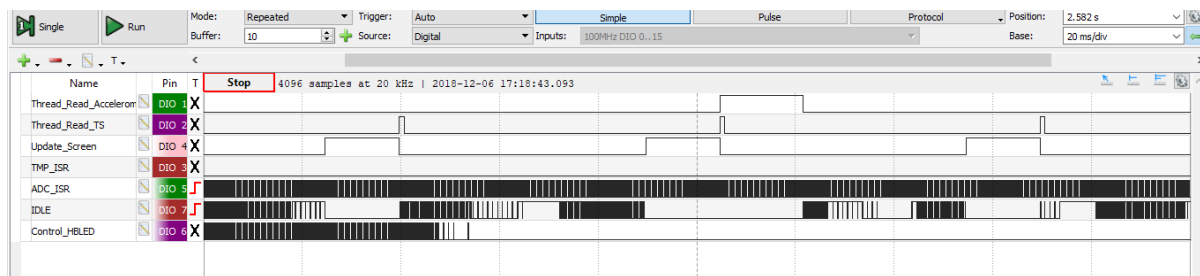 Single
Run
Mode: Repeated Trigger: Auto Simple Pulse Protocol Position: 2.582 s
Buffer: 10 Source: Digital Inputs: 100MHz DIO 0..15 Base: 20 ms/div
T
Name Pin T Stop 4096 samples at 20 kHz | 2018-12-06 17:18:43.093
Thread_Read_Accelerom DIO 1 X
Thread_Read_TS DIO 2 X
Update_Screen DIO 4 X
TMP_ISR DIO 3 X
ADC_ISR DIO 5
IDLE DIO 7
Control_HBLED DIO 6 X